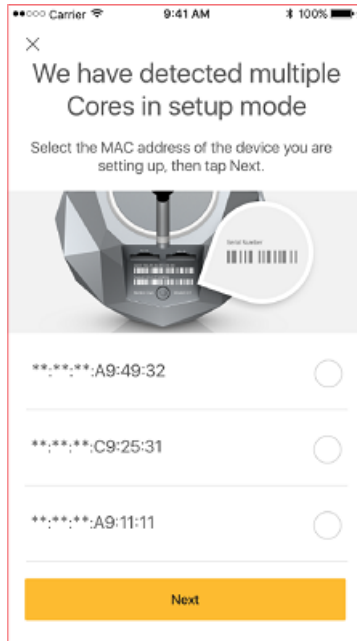 Carrier 9:41 AM 100%
We have detected multiple
Cores in setup mode
Select the MAC address of the device you are
setting up, then tap Next.
Serial Number
**:**:**:A9:49:32
**:**:**:C9:25:31
**:**:**:A9:11:11
Next